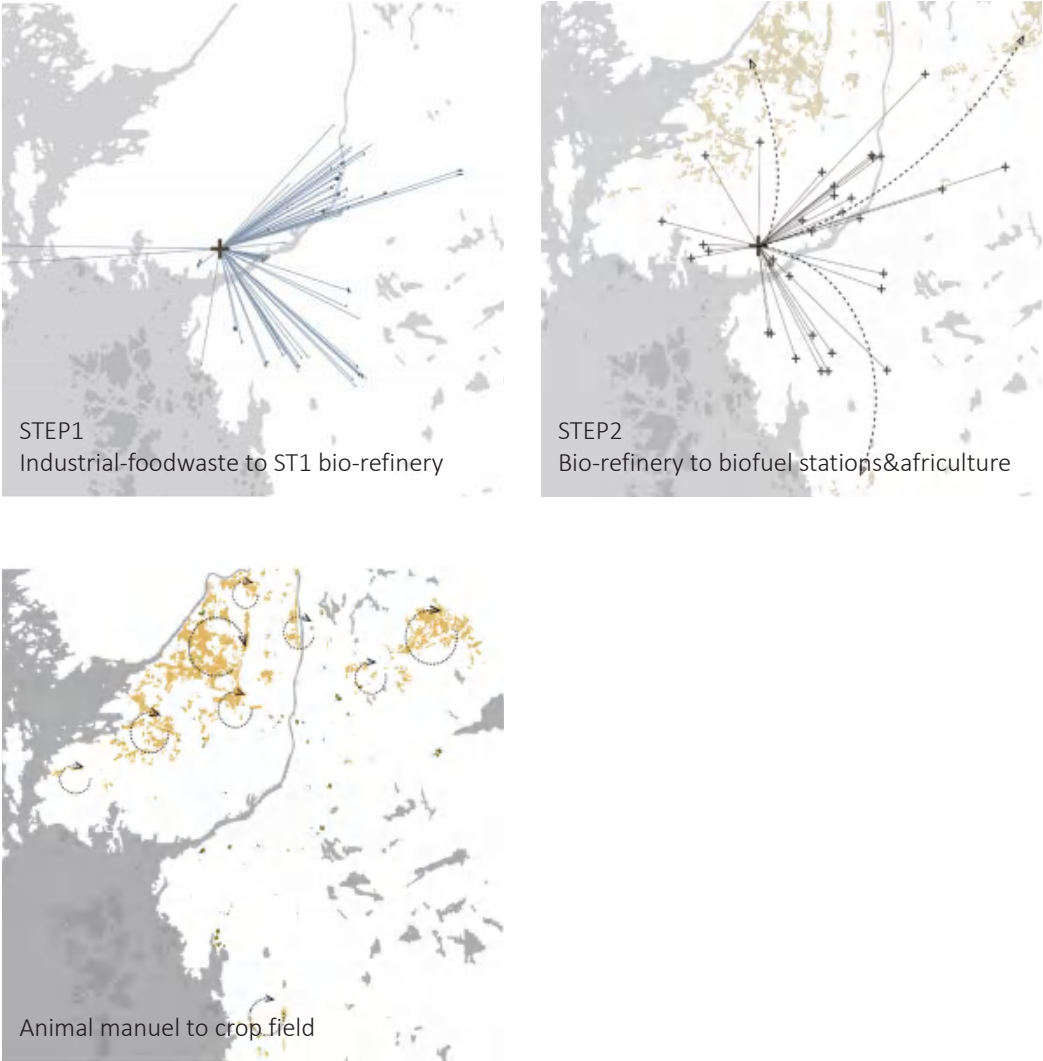 STEP1
Industrial-foodwaste to ST1 bio-refinery
STEP2
Bio-refinery to biofuel stations&africulture
Animal manuel to crop field